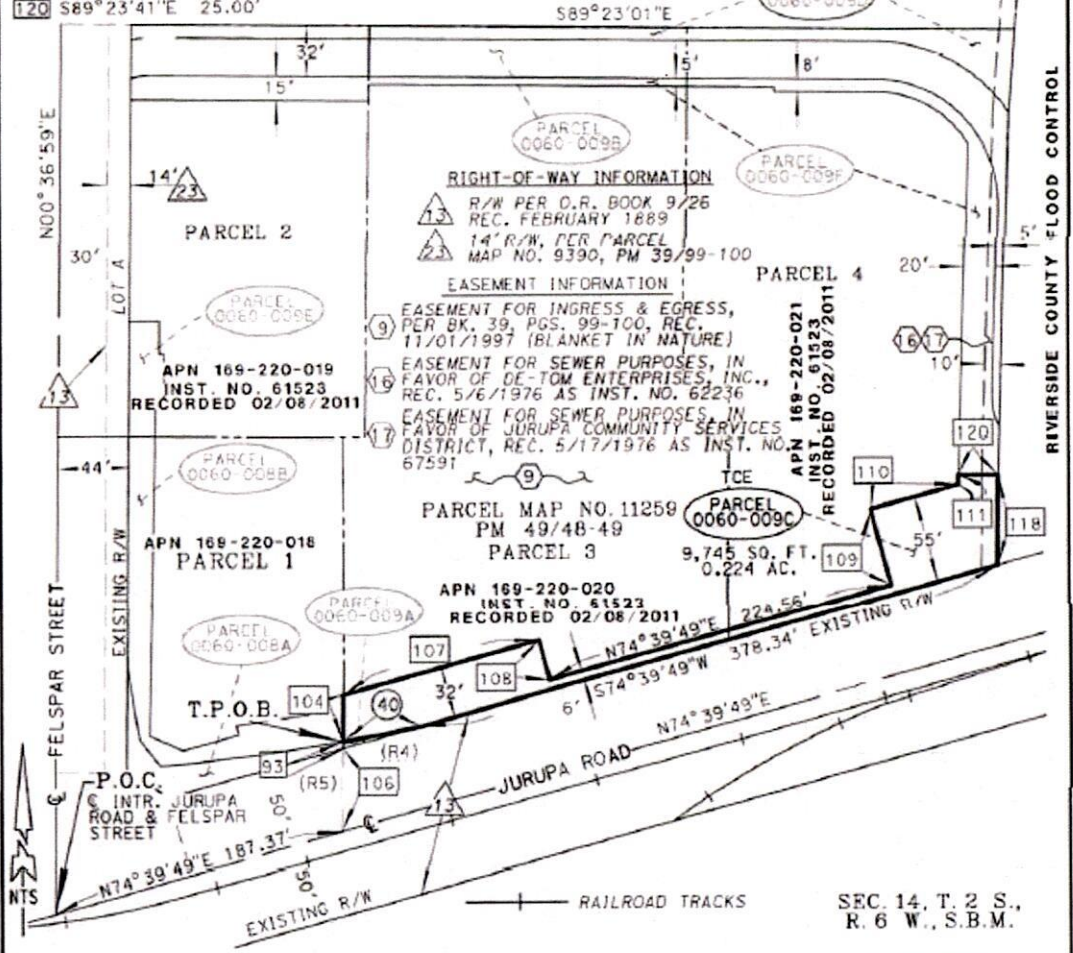 120 S89°23'41"E 25.00'
S89°23'01"E
0060-009D
32'
15'
5'
8'
PARCEL
0060-009B
PARCEL
0060-009F
N00°36'59"E
14'
23
RIGHT-OF-WAY INFORMATION
13 R/W PER O.R. BOOK 9/26
REC. FEBRUARY 1889
23 14' R/W, PER PARCEL
MAP NO. 9390, PM 39/99-100
PARCEL 2
30'
LOT A
PARCEL
0060-009E
PARCEL 4
20'
5'
RIVERSIDE COUNTY FLOOD CONTROL
EASEMENT INFORMATION
9 EASEMENT FOR INGRESS & EGRESS,
PER BK. 39, PGS. 99-100, REC.
11/01/1997 (BLANKET IN NATURE)
16 EASEMENT FOR SEWER PURPOSES, IN
FAVOR OF DE-TOM ENTERPRISES, INC.,
REC. 5/6/1976 AS INST. NO. 62236
17 EASEMENT FOR SEWER PURPOSES, IN
FAVOR OF JURUPA COMMUNITY SERVICES
DISTRICT, REC. 5/17/1976 AS INST. NO.
67591
APN 169-220-021
INST. NO. 61523
RECORDED 02/08/2011
16 17
10'
13
APN 169-220-019
INST. NO. 61523
RECORDED 02/08/2011
44'
PARCEL
0060-008B
9
120
110
111
118
TCE
PARCEL
0060-009C
PARCEL MAP NO. 11259
PM 49/48-49
PARCEL 3
9,745 SQ. FT.
0.224 AC.
109
55'
EXISTING R/W
APN 169-220-018
PARCEL 1
PARCEL
0060-009A
APN 169-220-020
INST. NO. 61523
RECORDED 02/08/2011
PARCEL
0060-008A
107
108
N74°39'49"E 224.56'
S74°39'49"W 378.34' EXISTING R/W
6'
FELSPAR STREET
T.P.O.B.
104
32'
40
93
(R4)
(R5)
106
N74°39'49"E
JURUPA ROAD
13
P.O.C.
℄ INTR. JURUPA
ROAD & FELSPAR
STREET
50'
N74°39'49"E 187.37'
50'
EXISTING R/W
NTS
RAILROAD TRACKS
SEC. 14, T. 2 S.,
R. 6 W., S.B.M.